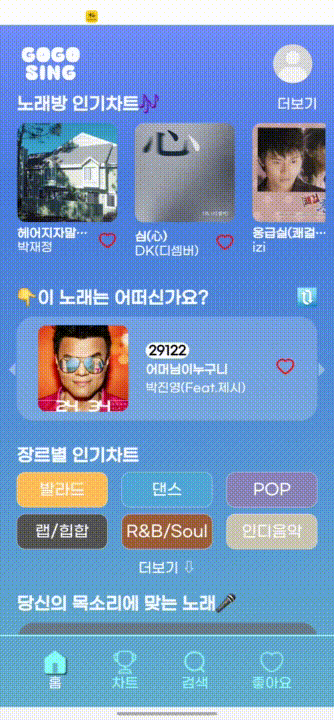 GOGO
SING
노래방 인기차트🎶
더보기
心
헤어지자말…
박재정
심(心)
DK(디셈버)
응급실(쾌걸…
izi
👇이 노래는 어떠신가요?
29122
어머님이누구니
박진영(Feat.제시)
24/34
장르별 인기차트
발라드
댄스
POP
랩/힙합
R&B/Soul
인디음악
더보기 ⇩
당신의 목소리에 맞는 노래🎤
홈
차트
검색
좋아요